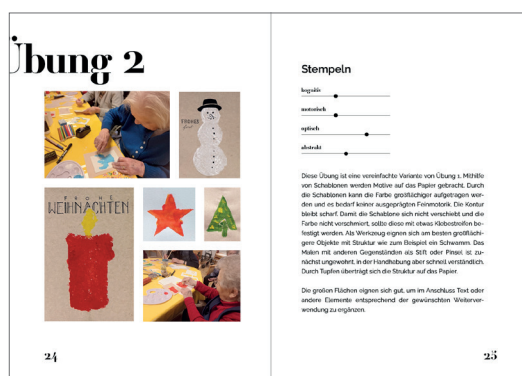 Übung 2
FROHE
WEIHNACHTEN
24
Stempeln
kognitiv
motorisch
optisch
abstrakt
Diese Übung ist eine vereinfachte Variante von Übung 1. Mithilfe
von Schablonen werden Motive auf das Papier gebracht. Durch
die Schablonen kann die Farbe großflächiger aufgetragen wer-
den und es bedarf keiner ausgeprägten Feinmotorik. Die Kontur
bleibt scharf. Damit die Schablone sich nicht verschiebt und die
Farbe nicht verschmiert, sollte diese mit etwas Klebestreifen be-
festigt werden. Als Werkzeug eignen sich am besten großflächi-
gere Objekte mit Struktur wie zum Beispiel ein Schwamm. Das
Malen mit anderen Gegenständen als Stift oder Pinsel ist zu-
nächst ungewohnt, in der Handhabung aber schnell verständlich.
Durch Tupfen überträgt sich die Struktur auf das Papier.
Die großen Flächen eignen sich gut, um im Anschluss Text oder
andere Elemente entsprechend der gewünschten Weiterver-
wendung zu ergänzen.
25